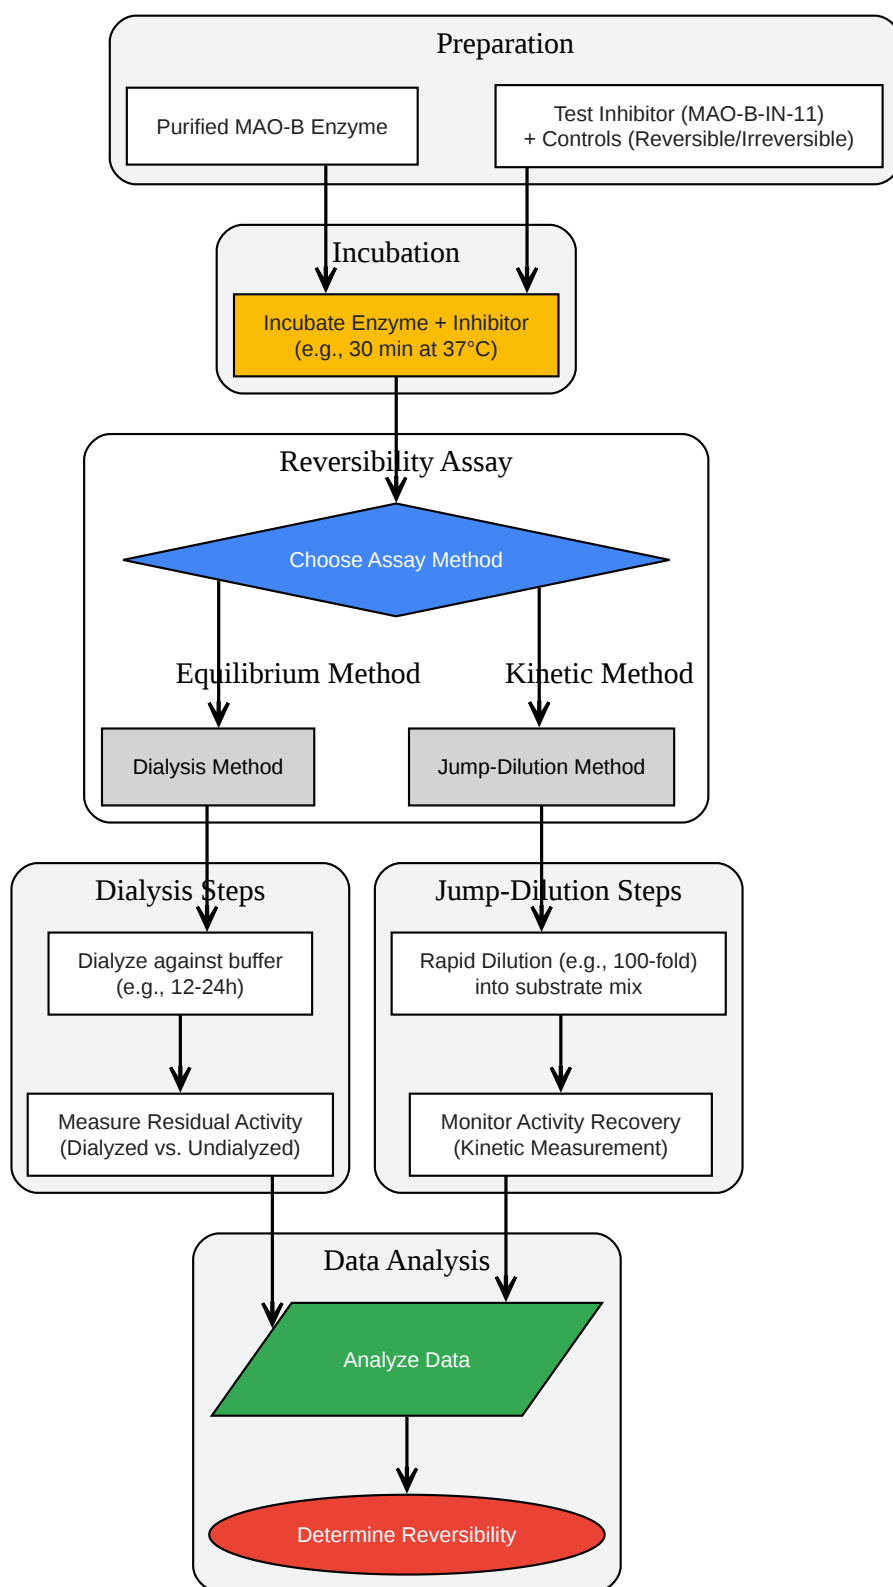 Preparation
Purified MAO-B Enzyme
Test Inhibitor (MAO-B-IN-11)
+ Controls (Reversible/Irreversible)
Incubation
Incubate Enzyme + Inhibitor
(e.g., 30 min at 37°C)
Reversibility Assay
Choose Assay Method
Equilibrium Method
Kinetic Method
Dialysis Method
Jump-Dilution Method
Dialysis Steps
Dialyze against buffer
(e.g., 12-24h)
Measure Residual Activity
(Dialyzed vs. Undialyzed)
Jump-Dilution Steps
Rapid Dilution (e.g., 100-fold)
into substrate mix
Monitor Activity Recovery
(Kinetic Measurement)
Data Analysis
Analyze Data
Determine Reversibility